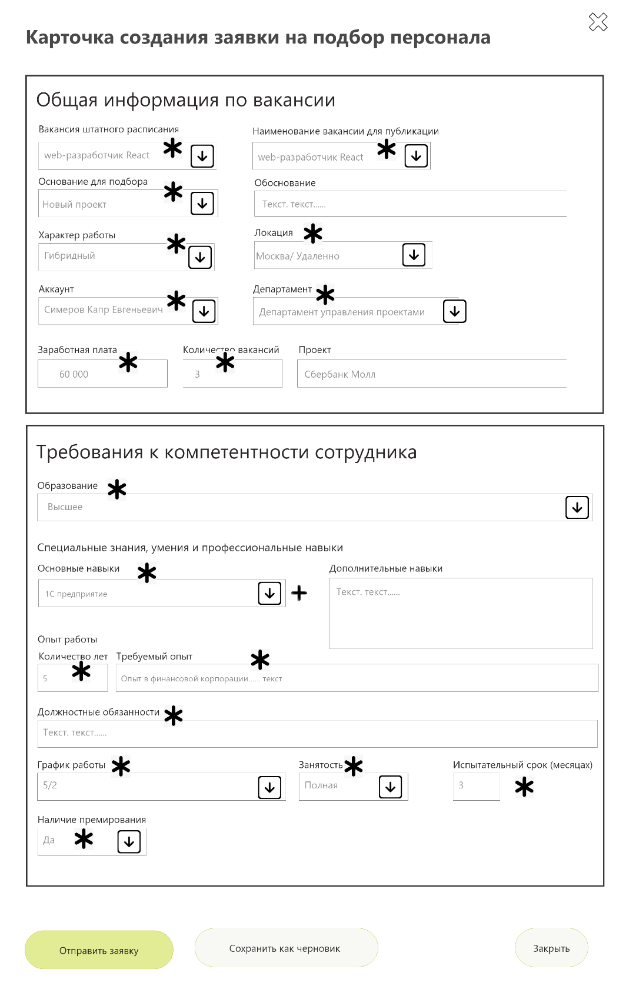 Карточка создания заявки на подбор персонала
Общая информация по вакансии
Вакансия штатного расписания
Наименование вакансии для публикации
web-разработчик React
web-разработчик React
Основание для подбора
Обоснование
Новый проект
Текст. текст......
Характер работы
Локация
Гибридный
Москва/ Удаленно
Аккаунт
Департамент
Симеров Капр Евгеньевич
Департамент управления проектами
Заработная плата
Количество вакансий
Проект
60 000
3
Сбербанк Молл
Требования к компетентности сотрудника
Образование
Высшее
Специальные знания, умения и профессиональные навыки
Основные навыки
Дополнительные навыки
1С предприятие
Текст. текст......
Опыт работы
Количество лет
Требуемый опыт
5
Опыт в финансовой корпорации...... текст
Должностные обязанности
Текст. текст......
График работы
Занятость
Испытательный срок (месяцах)
5/2
Полная
3
Наличие премирования
Да
Отправить заявку
Сохранить как черновик
Закрыть